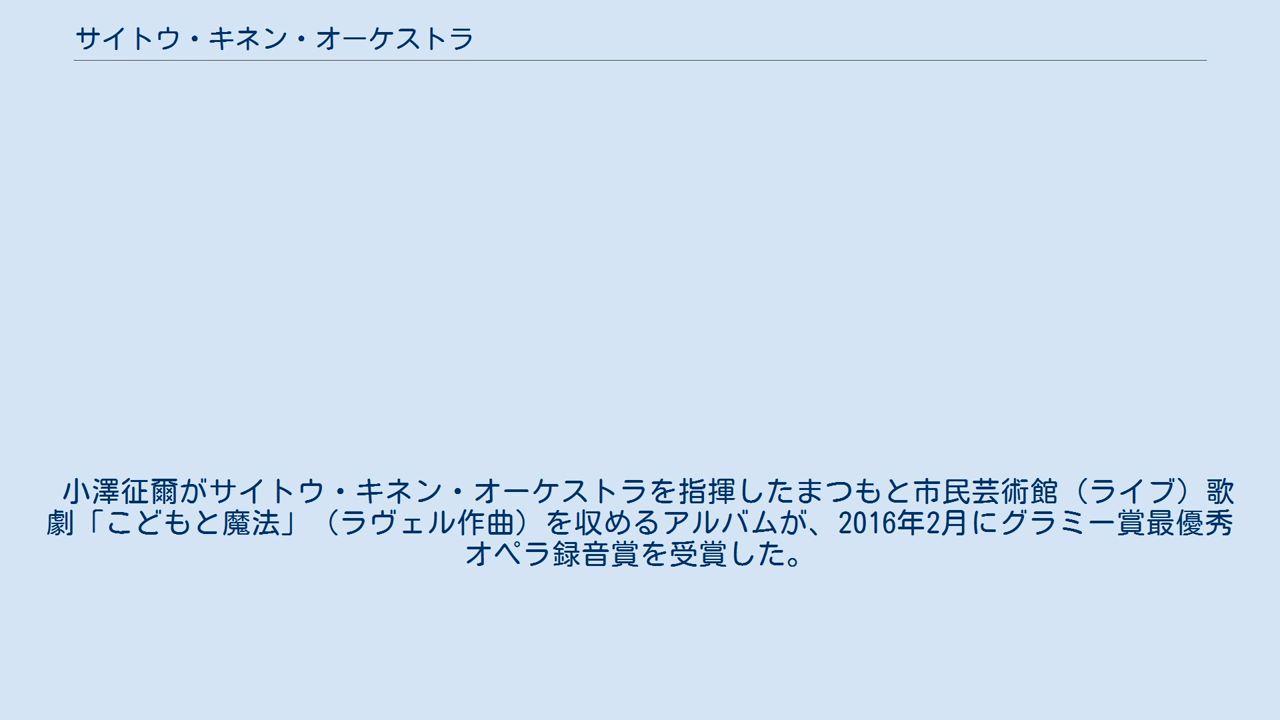 サイトウ・キネン・オーケストラ
小澤征爾がサイトウ・キネン・オーケストラを指揮したまつもと市民芸術館（ライブ）歌
劇「こどもと魔法」（ラヴェル作曲）を収めるアルバムが、2016年2月にグラミー賞最優秀
オペラ録音賞を受賞した。